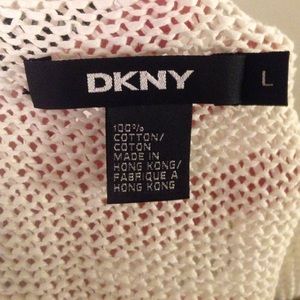 DKNY
L
100%
COTTON/
COTON
MADE IN
HONG KONG/
FABRIQUE A
HONG KONG